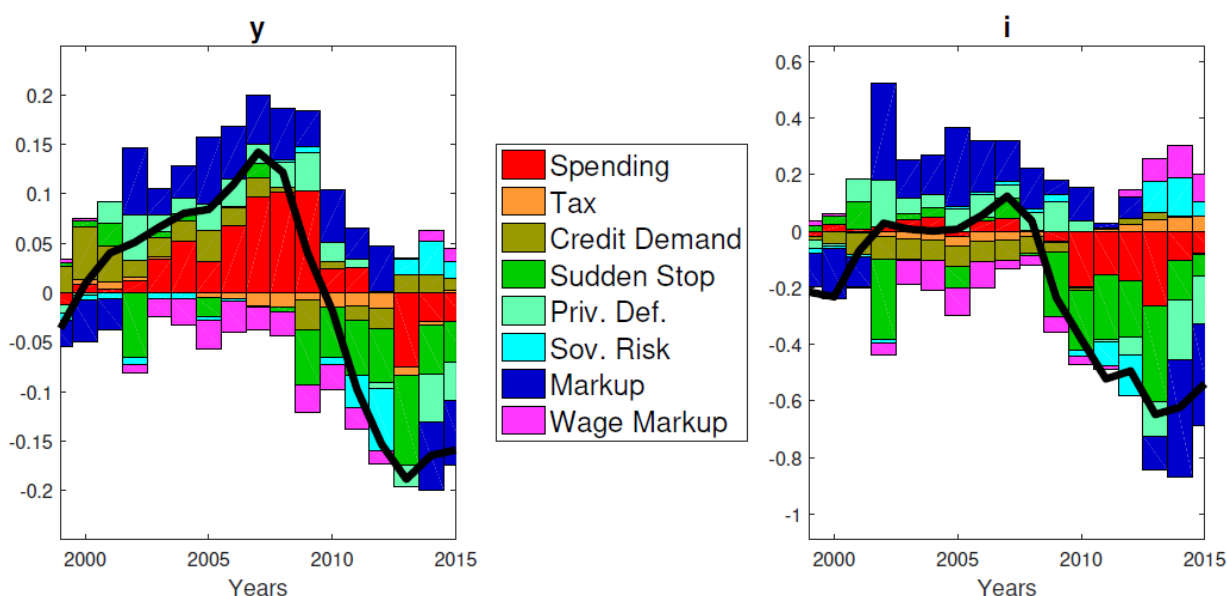 y
0.2
0.15
0.1
0.05
0
-0.05
-0.1
-0.15
-0.2
2000 2005 2010 2015
Years
Spending
Tax
Credit Demand
Sudden Stop
Priv. Def.
Sov. Risk
Markup
Wage Markup
i
0.6
0.4
0.2
0
-0.2
-0.4
-0.6
-0.8
-1
2000 2005 2010 2015
Years